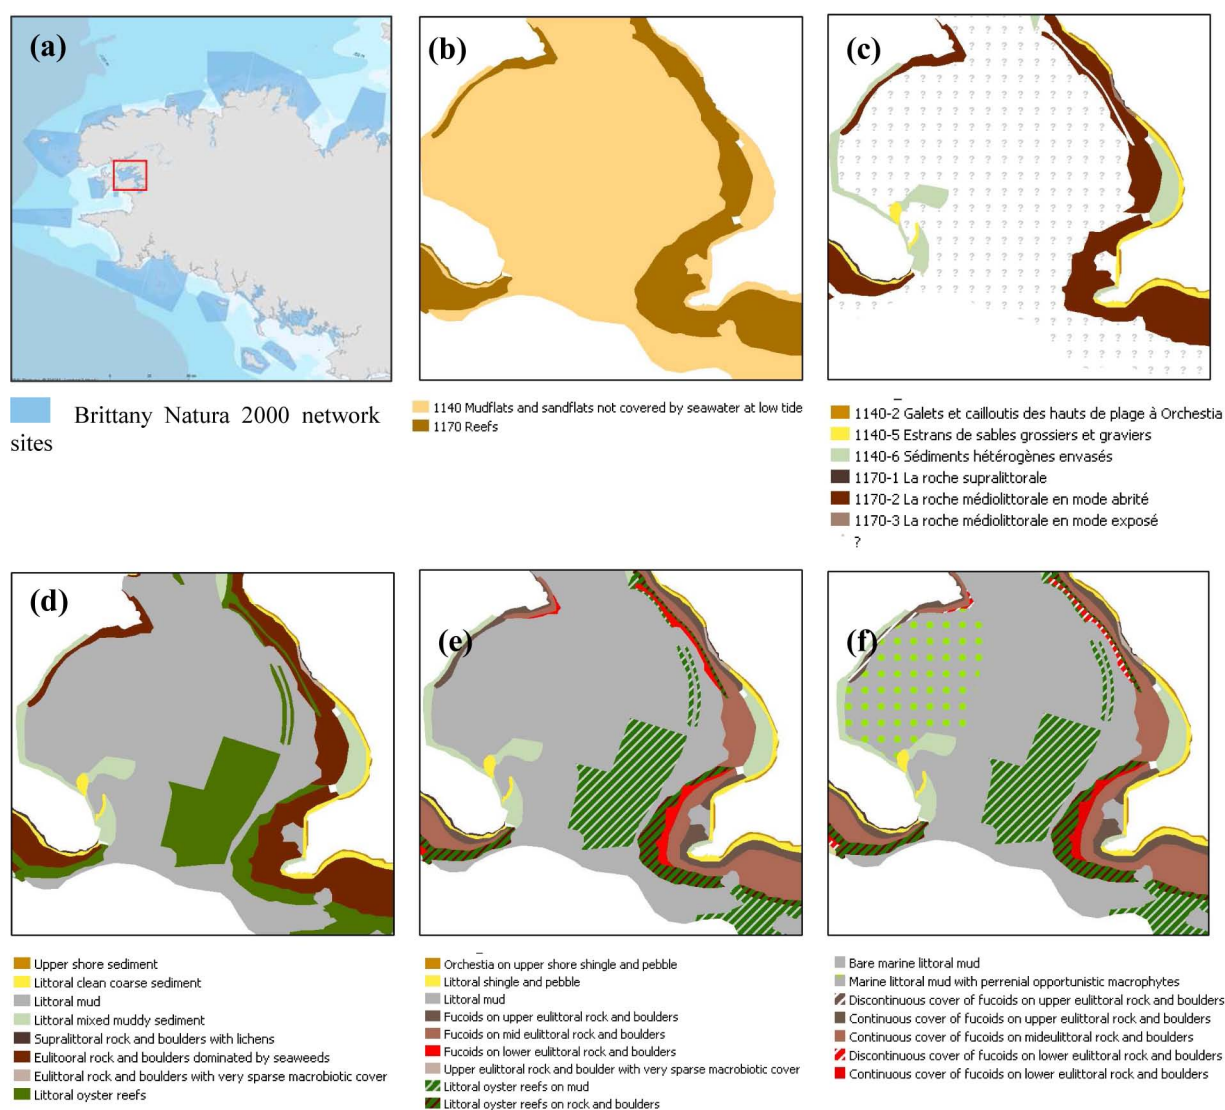 (a)
(b)
(c)
Brittany Natura 2000 network
sites
1140 Mudflats and sandflats not covered by seawater at low tide
1170 Reefs
1140-2 Galets et cailloutis des hauts de plage à Orchestia
1140-5 Estrans de sables grossiers et graviers
1140-6 Sédiments hétérogènes envasés
1170-1 La roche supralittorale
1170-2 La roche médiolittorale en mode abrité
1170-3 La roche médiolittorale en mode exposé
?
(d)
(e)
(f)
Upper shore sediment
Littoral clean coarse sediment
Littoral mud
Littoral mixed muddy sediment
Supralittoral rock and boulders with lichens
Eulitooral rock and boulders dominated by seaweeds
Eulittoral rock and boulders with very sparse macrobiotic cover
Littoral oyster reefs
Orchestia on upper shore shingle and pebble
Littoral shingle and pebble
Littoral mud
Fucoids on upper eulittoral rock and boulders
Fucoids on mid eulittoral rock and boulders
Fucoids on lower eulittoral rock and boulders
Upper eulittoral rock and boulder with very sparse macrobiotic cover
Littoral oyster reefs on mud
Littoral oyster reefs on rock and boulders
Bare marine littoral mud
Marine littoral mud with perrenial opportunistic macrophytes
Discontinuous cover of fucoids on upper eulittoral rock and boulders
Continuous cover of fucoids on upper eulittoral rock and boulders
Continuous cover of fucoids on mideulittoral rock and boulders
Discontinuous cover of fucoids on lower eulittoral rock and boulders
Continuous cover of fucoids on lower eulittoral rock and boulders